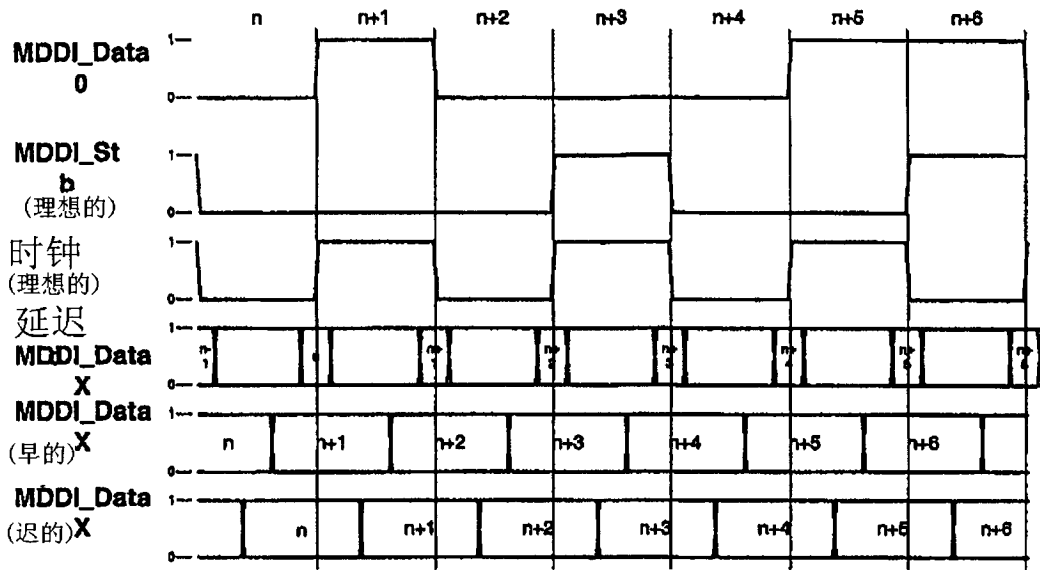 n n+1 n+2 n+3 n+4 n+5 n+6
MDDI_Data
0
1
0
MDDI_St
b
(理想的)
1
0
时钟
(理想的)
1
0
延迟
MDDI_Data
X
1
0
MDDI_Data
X
(早的)
1
0
n n+1 n+2 n+3 n+4 n+5 n+6
MDDI_Data
X
(迟的)
1
0
n n+1 n+2 n+3 n+4 n+5 n+6